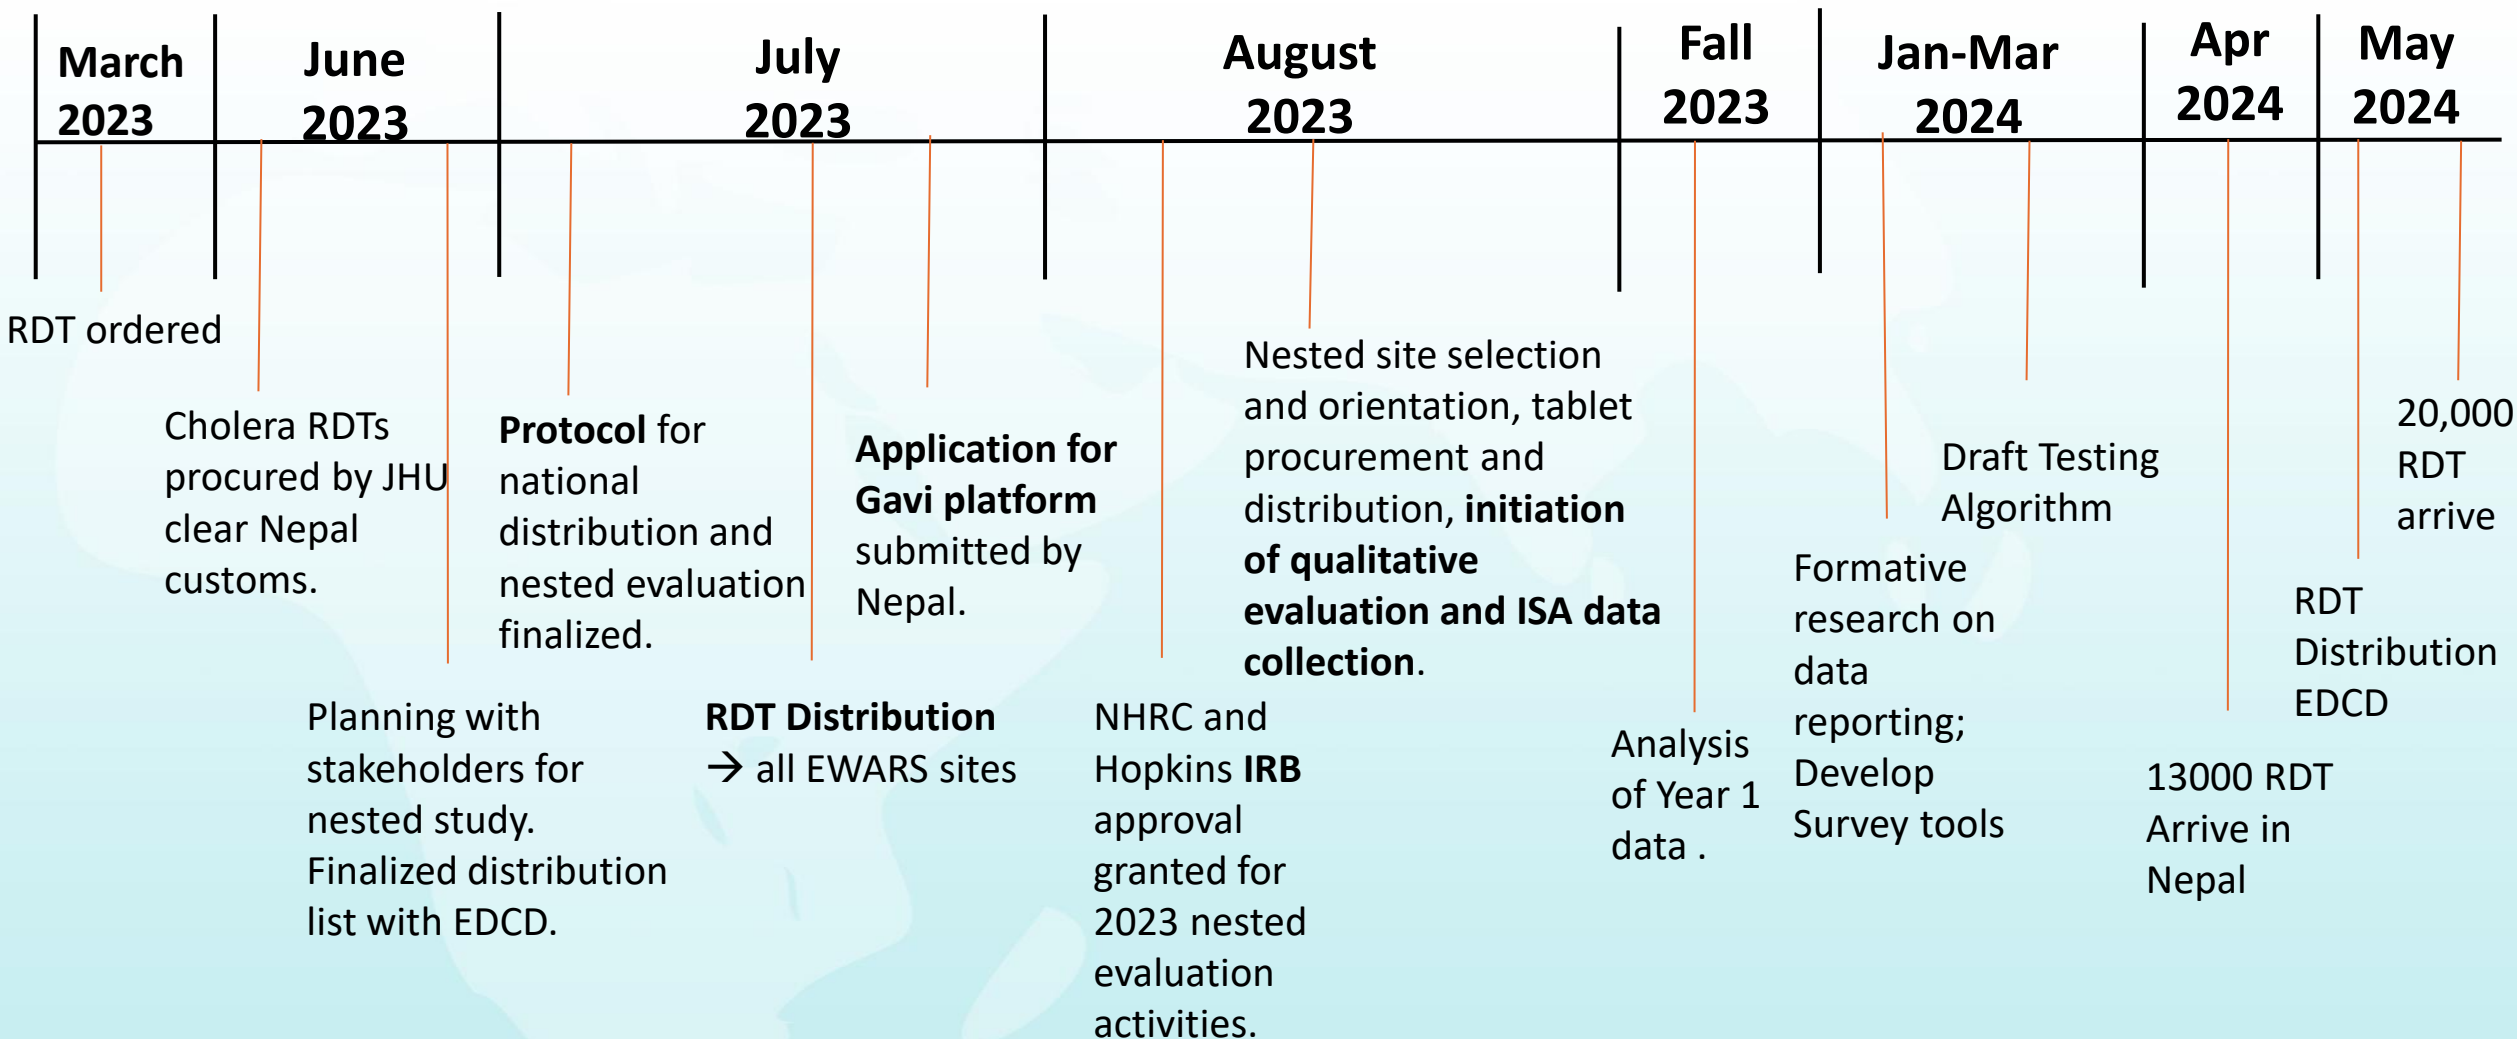 March
2023
June
2023
July
2023
August
2023
Fall
2023
Jan-Mar
2024
Apr
2024
May
2024
RDT ordered
Cholera RDTs
procured by JHU
clear Nepal
customs.
Planning with
stakeholders for
nested study.
Finalized distribution
list with EDCD.
Protocol for
national
distribution and
nested evaluation
finalized.
RDT Distribution
→ all EWARS sites
Application for
Gavi platform
submitted by
Nepal.
NHRC and
Hopkins IRB
approval
granted for
2023 nested
evaluation
activities.
Nested site selection
and orientation, tablet
procurement and
distribution, initiation
of qualitative
evaluation and ISA data
collection.
Analysis
of Year 1
data .
Formative
research on
data
reporting;
Develop
Survey tools
Draft Testing
Algorithm
13000 RDT
Arrive in
Nepal
RDT
Distribution
EDCD
20,000
RDT
arrive